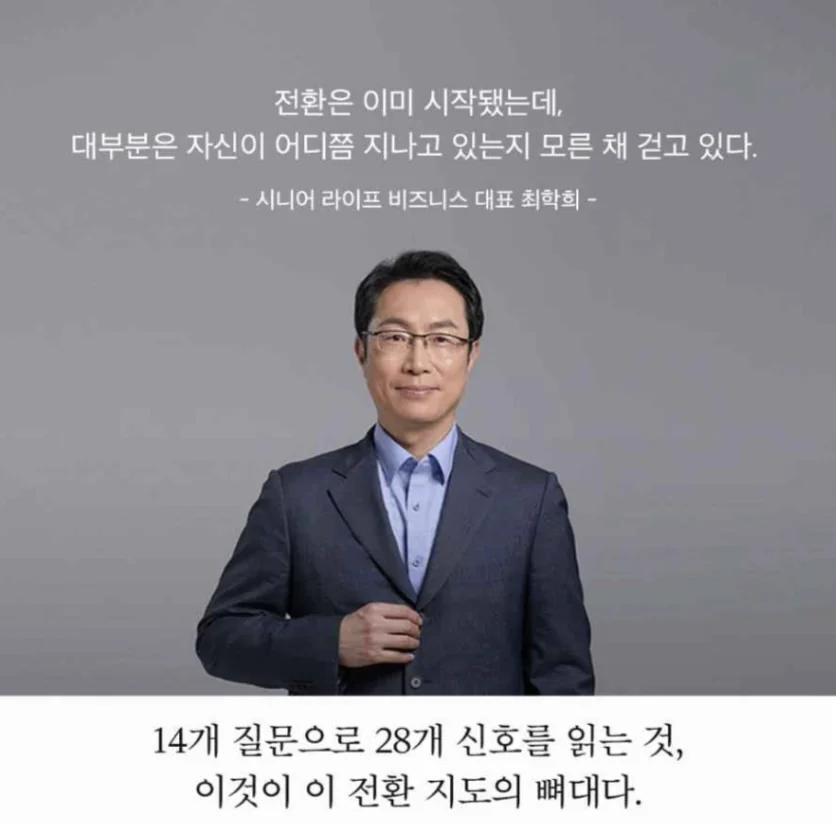 전환은 이미 시작됐는데,
대부분은 자신이 어디쯤 지나고 있는지 모른 채 걷고 있다.
- 시니어 라이프 비즈니스 대표 최학희 -
14개 질문으로 28개 신호를 읽는 것,
이것이 이 전환 지도의 뼈대다.